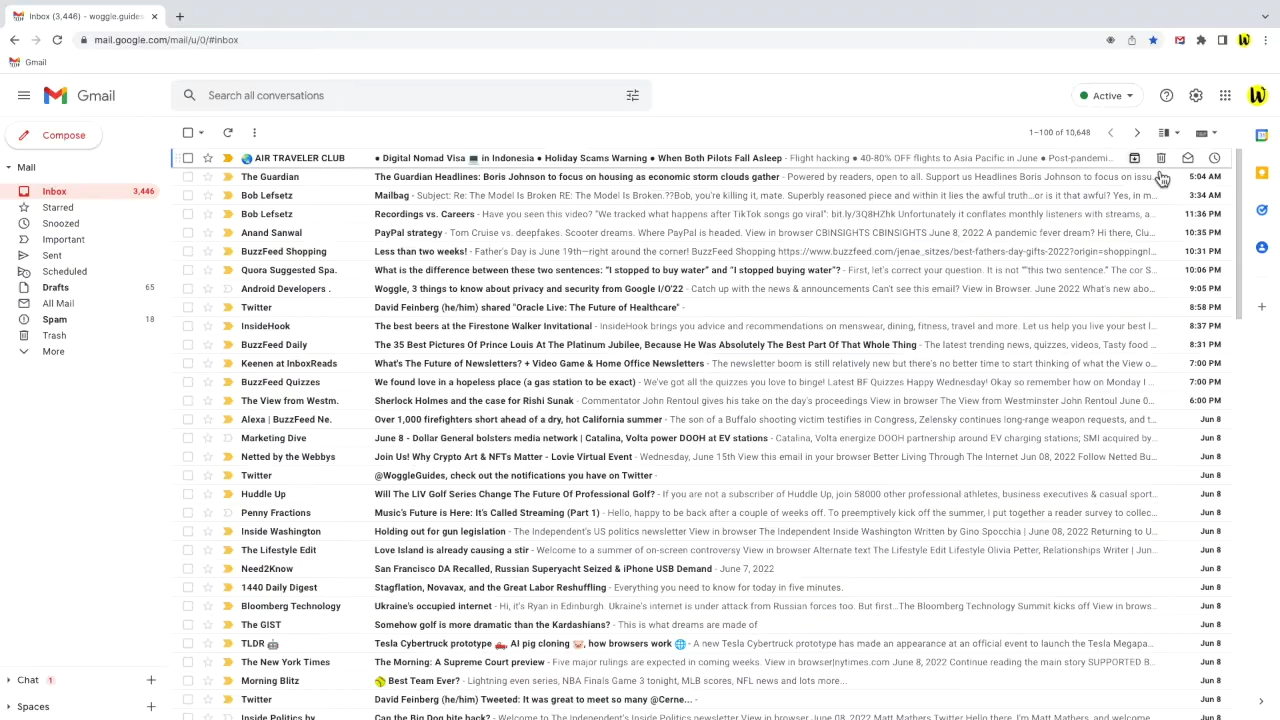 Inbox (3,446) - woggle.guides
mail.google.com/mail/u/0/#inbox
Gmail
Gmail
Search all conversations
Active
Compose
1–100 of 10,648
Mail
Inbox 3,446
Starred
Snoozed
Important
Sent
Scheduled
Drafts 65
All Mail
Spam 18
Trash
More
Chat 1
Spaces
🌏 AIR TRAVELER CLUB ● Digital Nomad Visa 💻 in Indonesia ● Holiday Scams Warning ● When Both Pilots Fall Asleep - Flight hacking ● 40-80% OFF flights to Asia Pacific in June ● Post-pandemi...
The Guardian The Guardian Headlines: Boris Johnson to focus on housing as economic storm clouds gather - Powered by readers, open to all. Support us Headlines Boris Johnson to focus on housing as economic storm clouds gather 5:04 AM
Bob Lefsetz Mailbag - Subject: Re: The Model Is Broken RE: The Model Is Broken.??Bob, you're killing it, mate. Superbly reasoned piece and within it lies the awful truth...or is it that awful? Yes, in m... 3:34 AM
Bob Lefsetz Recordings vs. Careers - Have you seen this video? "We tracked what happens after TikTok songs go viral": bit.ly/3Q8HZhk Unfortunately it conflates monthly listeners with streams, a... 11:36 PM
Anand Sanwal PayPal strategy - Tom Cruise vs. deepfakes. Scooter dreams. Where PayPal is headed. View in browser CBINSIGHTS CBINSIGHTS June 8, 2022 A pandemic fever dream? Hi there, Clu... 10:35 PM
BuzzFeed Shopping Less than two weeks! - Father's Day is June 19th—right around the corner! BuzzFeed Shopping https://www.buzzfeed.com/jenae_sitzes/best-fathers-day-gifts-2022?origin=shoppingnl... 10:31 PM
Quora Suggested Spa. What is the difference between these two sentences: "I stopped to buy water" and "I stopped buying water"? - First, let's correct your question. It is not ""this two sentence." The cor S... 10:06 PM
Android Developers . Woggle, 3 things to know about privacy and security from Google I/O'22 - Catch up with the news & announcements Can't see this email? View in Browser. June 2022 What's new abo... 9:05 PM
Twitter David Feinberg (he/him) shared "Oracle Live: The Future of Healthcare" - 8:58 PM
InsideHook The best beers at the Firestone Walker Invitational - InsideHook brings you advice and recommendations on menswear, dining, fitness, travel and more. Let us help you live your best l... 8:37 PM
BuzzFeed Daily The 35 Best Pictures Of Prince Louis At The Platinum Jubilee, Because He Was Absolutely The Best Part Of That Whole Thing - The latest trending news, quizzes, videos, Tasty food ... 8:31 PM
Keenen at InboxReads What's The Future of Newsletters? + Video Game & Home Office Newsletters - The newsletter boom is still relatively new but there's no better time to start thinking of what the View o... 7:00 PM
BuzzFeed Quizzes We found love in a hopeless place (a gas station to be exact) - We've got all the quizzes you love to binge! Latest BF Quizzes Happy Wednesday! Okay so remember how on Monday I ... 7:00 PM
The View from Westm. Sherlock Holmes and the case for Rishi Sunak - Commentator John Rentoul gives his take on the day's proceedings View in browser The View from Westminster John Rentoul June 0... 6:00 PM
Alexa | BuzzFeed Ne. Over 1,000 firefighters short ahead of a dry, hot California summer - The son of a Buffalo shooting victim testifies in Congress, Zelensky continues long-range weapon requests, and t... Jun 8
Marketing Dive June 8 - Dollar General bolsters media network | Catalina, Volta power DOOH at EV stations - Catalina, Volta energize DOOH partnership around EV charging stations; SMI acquired by... Jun 8
Netted by the Webbys Join Us! Why Crypto Art & NFTs Matter - Lovie Virtual Event - Wednesday, June 15th View this email in your browser Better Living Through The Internet Jun 08, 2022 Follow Netted Bu... Jun 8
Twitter @WoggleGuides, check out the notifications you have on Twitter - Jun 8
Huddle Up Will The LIV Golf Series Change The Future Of Professional Golf? - If you are not a subscriber of Huddle Up, join 58000 other professional athletes, business executives & casual sport... Jun 8
Penny Fractions Music's Future is Here: It's Called Streaming (Part 1) - Hello, happy to be back after a couple of weeks off. To preemptively kick off the summer, I put together a reader survey to collec... Jun 8
Inside Washington Holding out for gun legislation - The Independent's US politics newsletter View in browser The Independent Inside Washington Written by Gino Spocchia | June 08, 2022 Returning to U... Jun 8
The Lifestyle Edit Love Island is already causing a stir - Welcome to a summer of on-screen controversy View in browser Alternate text The Lifestyle Edit Lifestyle Olivia Petter, Relationships Writer | Jun... Jun 8
Need2Know San Francisco DA Recalled, Russian Superyacht Seized & iPhone USB Demand - June 7, 2022 Jun 8
1440 Daily Digest Stagflation, Novavax, and the Great Labor Reshuffling - Everything you need to know for today in five minutes. Jun 8
Bloomberg Technology Ukraine's occupied internet - Hi, it's Ryan in Edinburgh. Ukraine's internet is under attack from Russian forces too. But first...The Bloomberg Technology Summit kicks off View in brows... Jun 8
The GIST Somehow golf is more dramatic than the Kardashians? - This is what dreams are made of Jun 8
TLDR 🤖 Tesla Cybertruck prototype 🛻, AI pig cloning 🐷, how browsers work 🌐 - A new Tesla Cybertruck prototype has made an appearance at an official event to launch the Tesla Megapa... Jun 8
The New York Times The Morning: A Supreme Court preview - Five major rulings are expected in coming weeks. View in browser|nytimes.com June 8, 2022 Continue reading the main story SUPPORTED B... Jun 8
Morning Blitz 🥎 Best Team Ever? - Lightning even series, NBA Finals Game 3 tonight, MLB scores, NFL news and lots more... Jun 8
Twitter David Feinberg (he/him) Tweeted: It was great to meet so many @Cerne... - Jun 8
Inside Politics by Can the Big Dog bite back? - Welcome to The Independent's Inside Politics newsletter View in browser The Independent Inside Politics Matt Mathers Twitter Hello there, I'm Matt Mathers and welcome... Jun 8